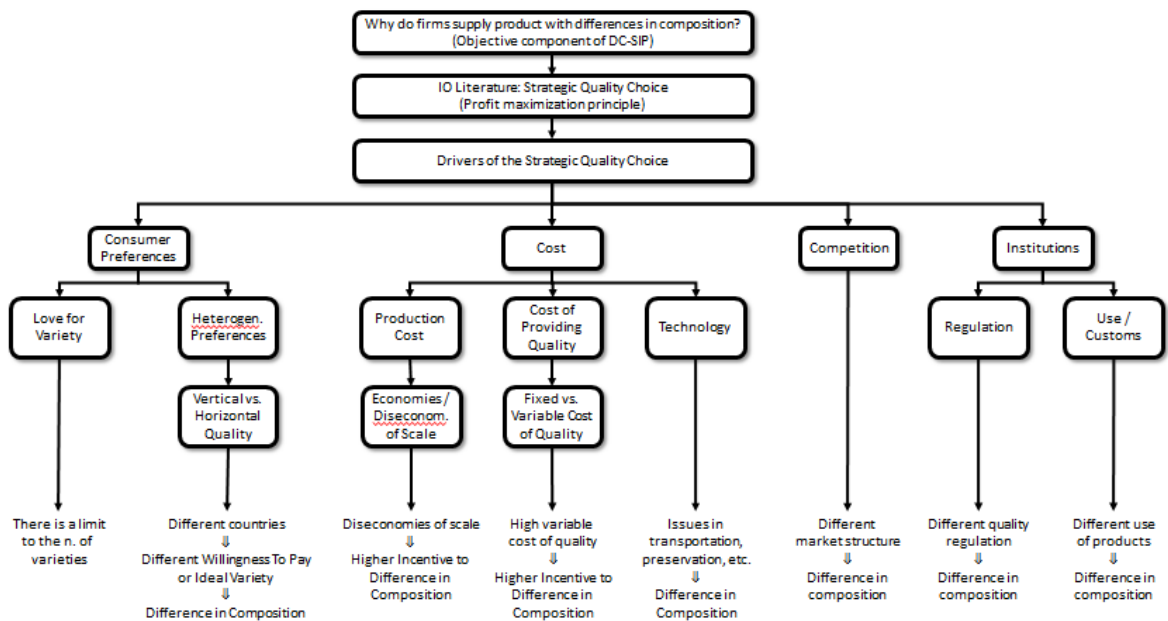 Why do firms supply product with differences in composition?
(Objective component of DC-SIP)
IO Literature: Strategic Quality Choice
(Profit maximization principle)
Drivers of the Strategic Quality Choice
Consumer
Preferences
Cost
Competition
Institutions
Love for
Variety
Heterogen.
Preferences
Production
Cost
Cost of
Providing
Quality
Technology
Regulation
Use /
Customs
Vertical vs.
Horizontal
Quality
Economies /
Diseconom.
of Scale
Fixed vs.
Variable Cost
of Quality
There is a limit
to the n. of
varieties
Different countries
⇓
Different Willingness To Pay
or Ideal Variety
⇓
Difference in Composition
Diseconomies of scale
⇓
Higher Incentive to
Difference in
Composition
High variable
cost of quality
⇓
Higher Incentive to
Difference in
Composition
Issues in
transportation,
preservation, etc.
⇓
Difference in
Composition
Different
market structure
⇓
Difference in
composition
Different quality
regulation
⇓
Difference in
composition
Different use
of products
⇓
Difference in
composition